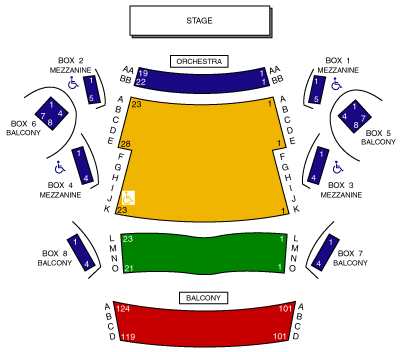 STAGE
ORCHESTRA
BOX 2
MEZZANINE
1
5
BOX 1
MEZZANINE
1
5
AA 19 1 AA
BB 22 1 BB
BOX 6
BALCONY
1
7 4
8
BOX 5
BALCONY
1
4 7
8
A 23 1 A
B B
C C
D D
E 28 1 E
F F
G G
H H
I I
J J
K 23 1 K
BOX 4
MEZZANINE
1
4
BOX 3
MEZZANINE
1
4
L 23 1 L
M M
N N
O 21 1 O
BOX 8
BALCONY
1
4
BOX 7
BALCONY
1
4
BALCONY
A 124 101 A
B B
C C
D 119 101 D